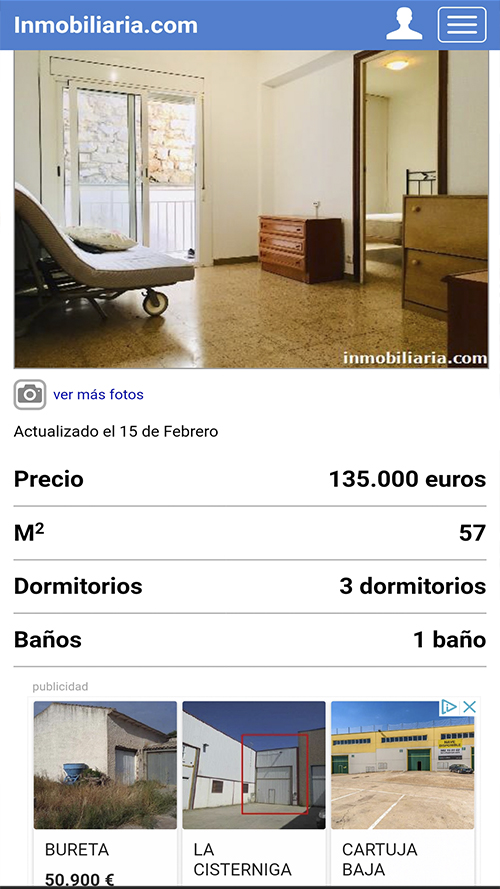 Inmobiliaria.com
inmobiliaria.com
ver más fotos
Actualizado el 15 de Febrero
Precio 135.000 euros
M² 57
Dormitorios 3 dormitorios
Baños 1 baño
publicidad
BURETA
50.900 €
LA
CISTERNIGA
CARTUJA
BAJA